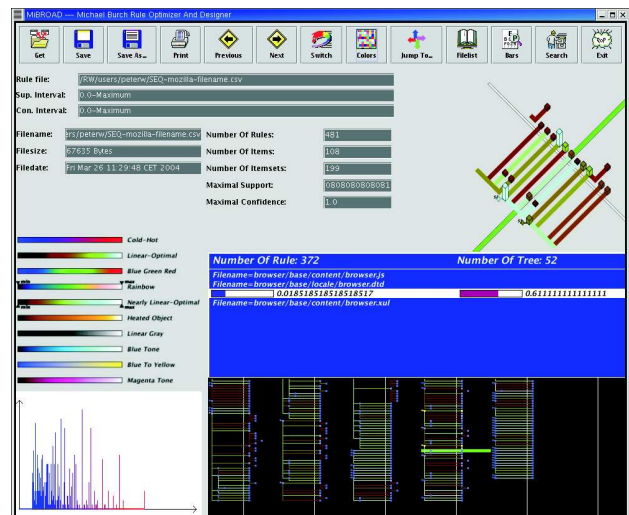 MiBROAD ---- Michael Burch Rule Optimizer And Designer
Get Save Save As... Print Previous Next Switch Colors Jump To... Filelist Bars Search Exit
Rule file: /RW/users/peterw/SEQ-mozilla-filename.csv
Sup. Interval: 0.0-Maximum
Con. Interval: 0.0-Maximum
Filename: ers/peterw/SEQ-mozilla-filename.csv Number Of Rules: 481
Filesize: 67635 Bytes Number Of Items: 108
Filedate: Fri Mar 26 11:29:48 CET 2004 Number Of Itemsets: 199
Maximal Support: 080808080808081
Maximal Confidence: 1.0
Cold-Hot
Linear-Optimal
Blue Green Red
min max
Rainbow
Nearly Linear-Optimal
min max
Heated Object
Linear Gray
Blue Tone
Blue To Yellow
Magenta Tone
Number Of Rule: 372 Number Of Tree: 52
Filename=browser/base/content/browser.js
Filename=browser/base/locale/browser.dtd
0.018518518518518517 0.611111111111111
Filename=browser/base/content/browser.xul